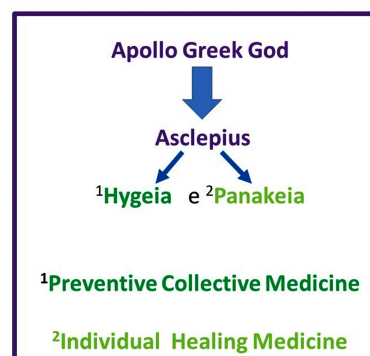 Apollo Greek God
Asclepius
¹Hygeia e ²Panakeia
¹Preventive Collective Medicine
²Individual Healing Medicine